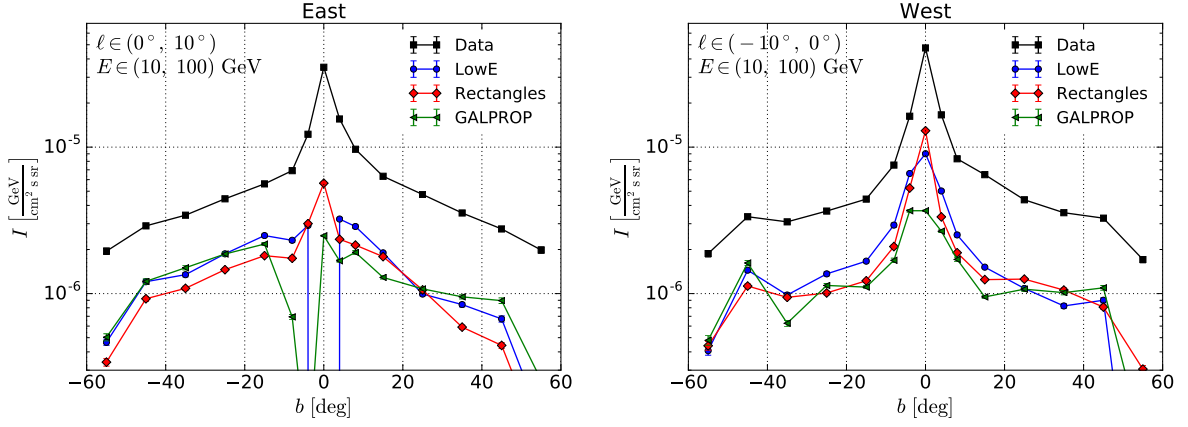 East
ℓ∈(0°, 10°)
E∈(10, 100) GeV
Data
LowE
Rectangles
GALPROP
10⁻⁵
10⁻⁶
I [GeV / cm² s sr]
−60 −40 −20 0 20 40 60
b [deg]
West
ℓ∈(−10°, 0°)
E∈(10, 100) GeV
Data
LowE
Rectangles
GALPROP
10⁻⁵
10⁻⁶
I [GeV / cm² s sr]
−60 −40 −20 0 20 40 60
b [deg]